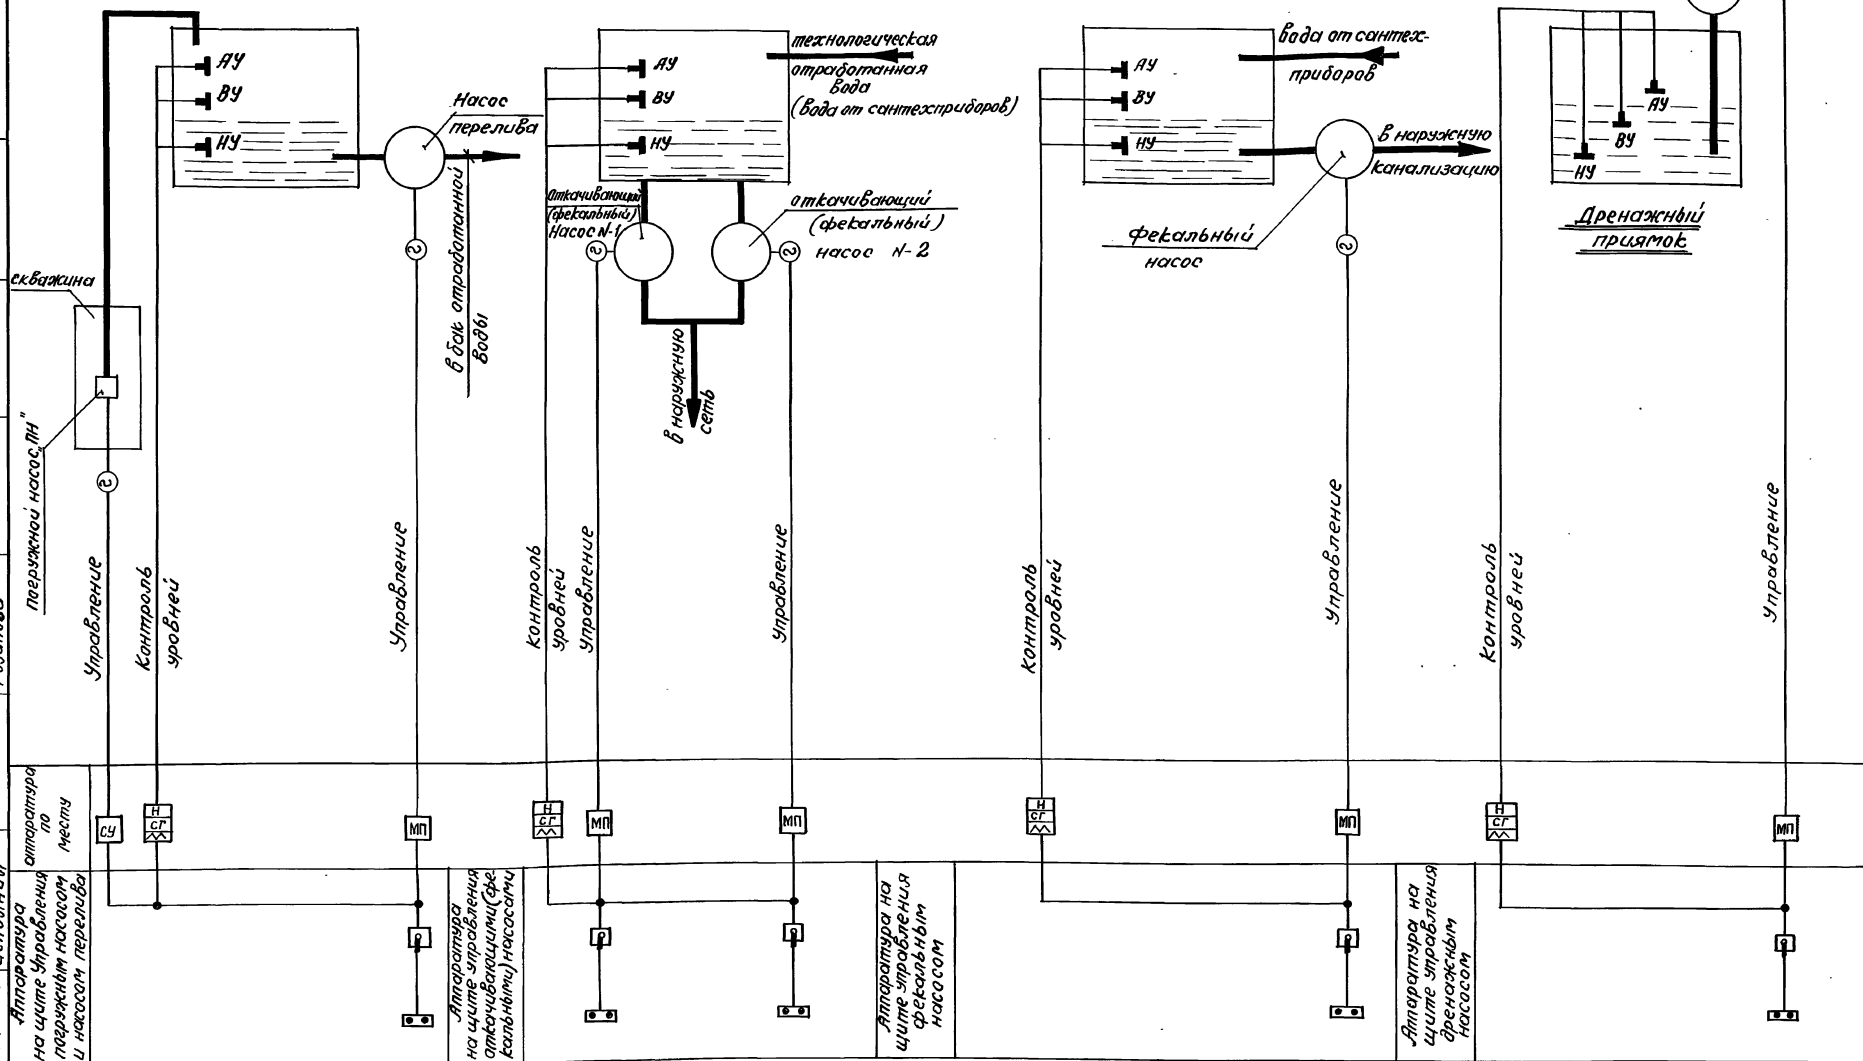 АУ
ВУ
НУ
Насос
перелива
в бак отработанной
воды
скважина
погружной насос „ПН"
Управление
Контроль
уровней
Управление
технологическая
отработанная
вода
(вода от сантехприборов)
АУ
ВУ
НУ
Откачивающий
(фекальный)
Насос N-1
откачивающий
(фекальный)
насос N-2
в наружную
сеть
Контроль
уровней
Управление
Управление
вода от сантех-
приборов
АУ
ВУ
НУ
в наружную
канализацию
Фекальный
насос
Контроль
уровней
Управление
АУ
ВУ
НУ
Дренажный
приямок
Контроль
уровней
Управление
аппаратура
по
месту
СУ
Н
СГ
МП
Н
СГ
МП
МП
Н
СГ
МП
Н
СГ
МП
Аппаратура
на щите управления
погружным насосом
и насосом перелива
Аппаратура
на щите управления
откачивающими (фе-
кальными) насосами
Аппаратура на
щите управления
фекальным
насосом
Аппаратура на
щите управления
дренажным
насосом